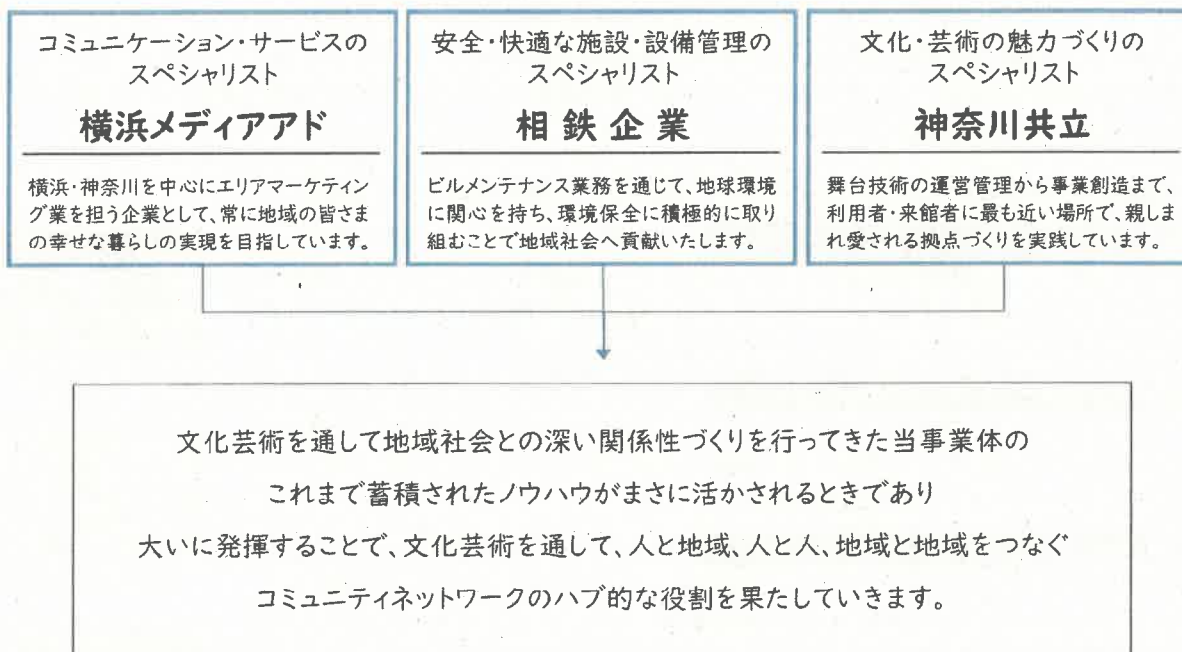 コミュニケーション・サービスの
スペシャリスト
横浜メディアアド
横浜・神奈川を中心にエリアマーケティン
グ業を担う企業として、常に地域の皆さま
の幸せな暮らしの実現を目指しています。
安全・快適な施設・設備管理の
スペシャリスト
相鉄企業
ビルメンテナンス業務を通じて、地球環境
に関心を持ち、環境保全に積極的に取り
組むことで地域社会へ貢献いたします。
文化・芸術の魅力づくりの
スペシャリスト
神奈川共立
舞台技術の運営管理から事業創造まで、
利用者・来館者に最も近い場所で、親しま
れ愛される拠点づくりを実践しています。
文化芸術を通して地域社会との深い関係性づくりを行ってきた当事業体の
これまで蓄積されたノウハウがまさに活かされるときであり
大いに発揮することで、文化芸術を通して、人と地域、人と人、地域と地域をつなぐ
コミュニティネットワークのハブ的な役割を果たしていきます。